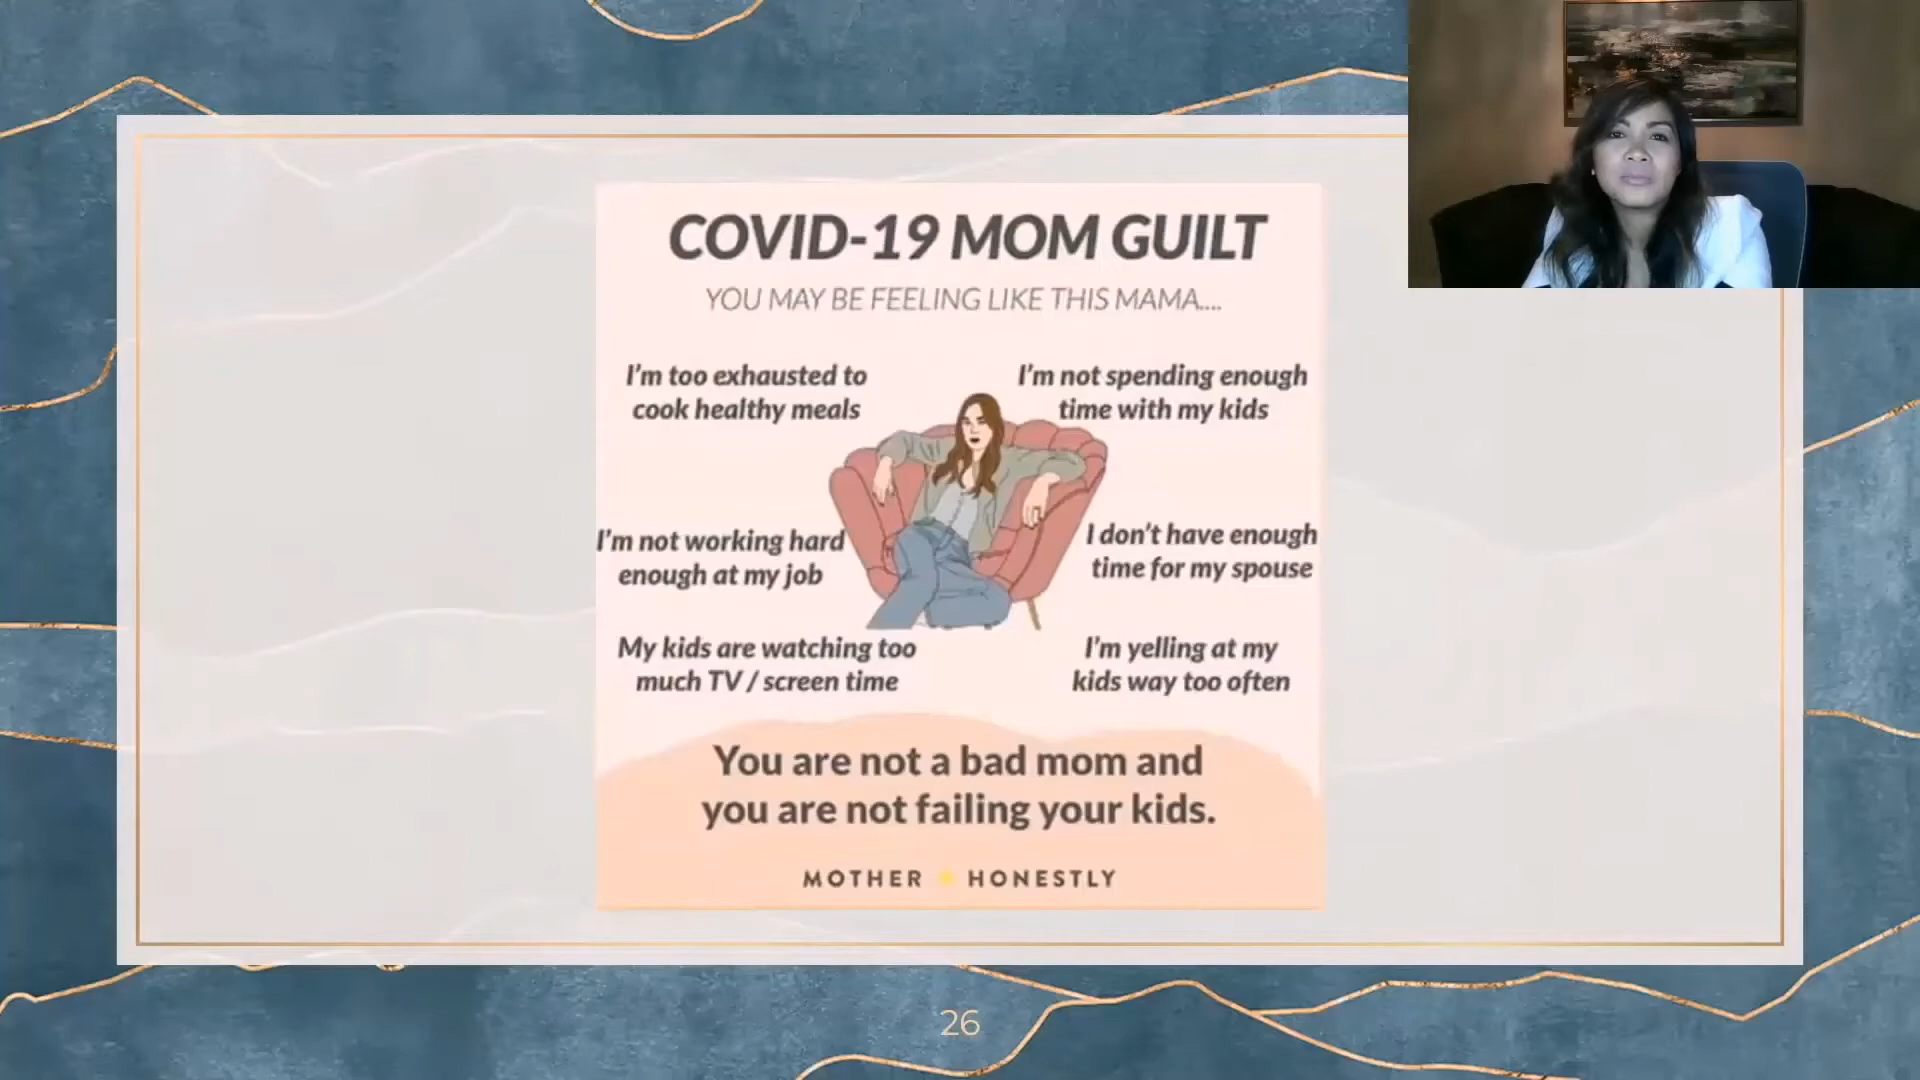 COVID-19 MOM GUILT
YOU MAY BE FEELING LIKE THIS MAMA....
I'm too exhausted to
cook healthy meals
I'm not spending enough
time with my kids
I'm not working hard
enough at my job
I don't have enough
time for my spouse
My kids are watching too
much TV / screen time
I'm yelling at my
kids way too often
You are not a bad mom and
you are not failing your kids.
MOTHER HONESTLY
26